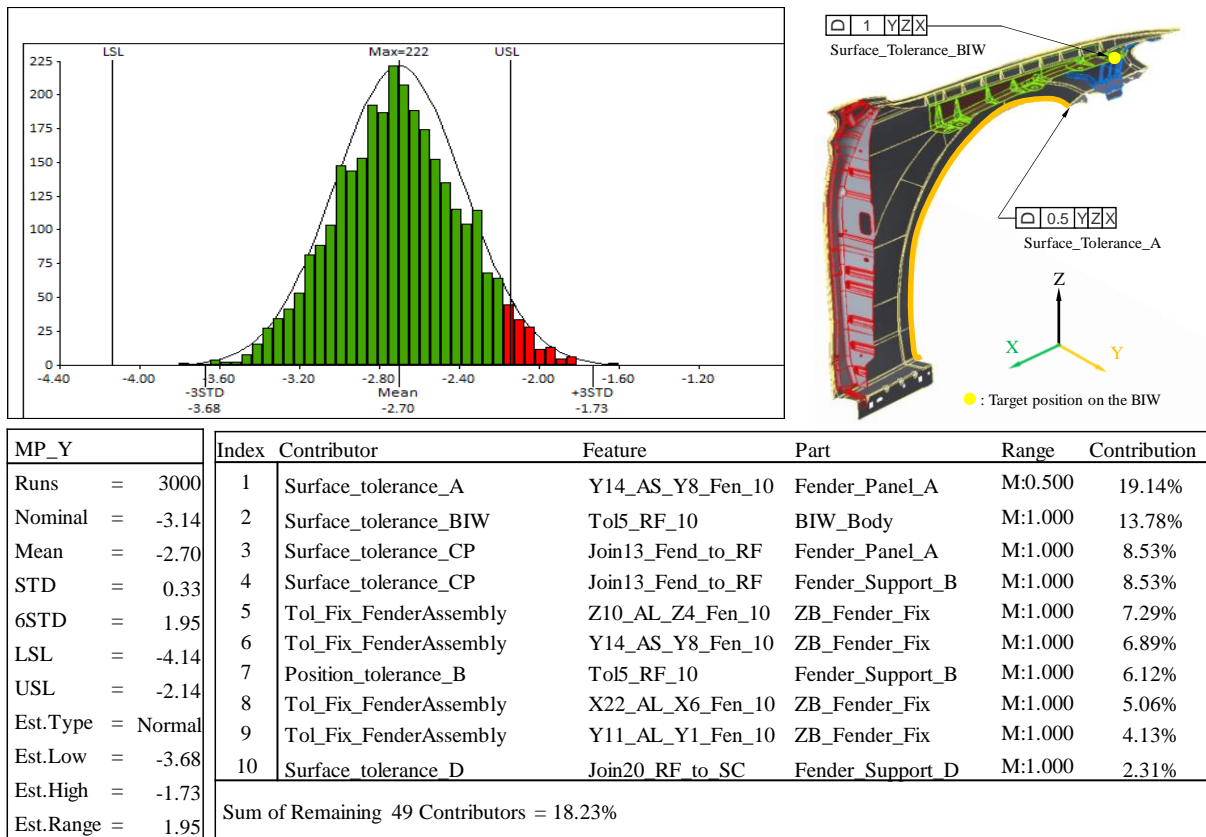 LSL Max=222 USL
225
200
175
150
125
100
75
50
25
0
-4.40 -4.00 -3.60 -3.20 -2.80 -2.40 -2.00 -1.60 -1.20
-3STD Mean +3STD
-3.68 -2.70 -1.73
1 Y Z X
Surface_Tolerance_BIW
0.5 Y Z X
Surface_Tolerance_A
Z
X Y
: Target position on the BIW
MP_Y
Runs = 3000
Nominal = -3.14
Mean = -2.70
STD = 0.33
6STD = 1.95
LSL = -4.14
USL = -2.14
Est.Type = Normal
Est.Low = -3.68
Est.High = -1.73
Est.Range = 1.95
Index Contributor Feature Part Range Contribution
1 Surface_tolerance_A Y14_AS_Y8_Fen_10 Fender_Panel_A M:0.500 19.14%
2 Surface_tolerance_BIW Tol5_RF_10 BIW_Body M:1.000 13.78%
3 Surface_tolerance_CP Join13_Fend_to_RF Fender_Panel_A M:1.000 8.53%
4 Surface_tolerance_CP Join13_Fend_to_RF Fender_Support_B M:1.000 8.53%
5 Tol_Fix_FenderAssembly Z10_AL_Z4_Fen_10 ZB_Fender_Fix M:1.000 7.29%
6 Tol_Fix_FenderAssembly Y14_AS_Y8_Fen_10 ZB_Fender_Fix M:1.000 6.89%
7 Position_tolerance_B Tol5_RF_10 Fender_Support_B M:1.000 6.12%
8 Tol_Fix_FenderAssembly X22_AL_X6_Fen_10 ZB_Fender_Fix M:1.000 5.06%
9 Tol_Fix_FenderAssembly Y11_AL_Y1_Fen_10 ZB_Fender_Fix M:1.000 4.13%
10 Surface_tolerance_D Join20_RF_to_SC Fender_Support_D M:1.000 2.31%
Sum of Remaining 49 Contributors = 18.23%